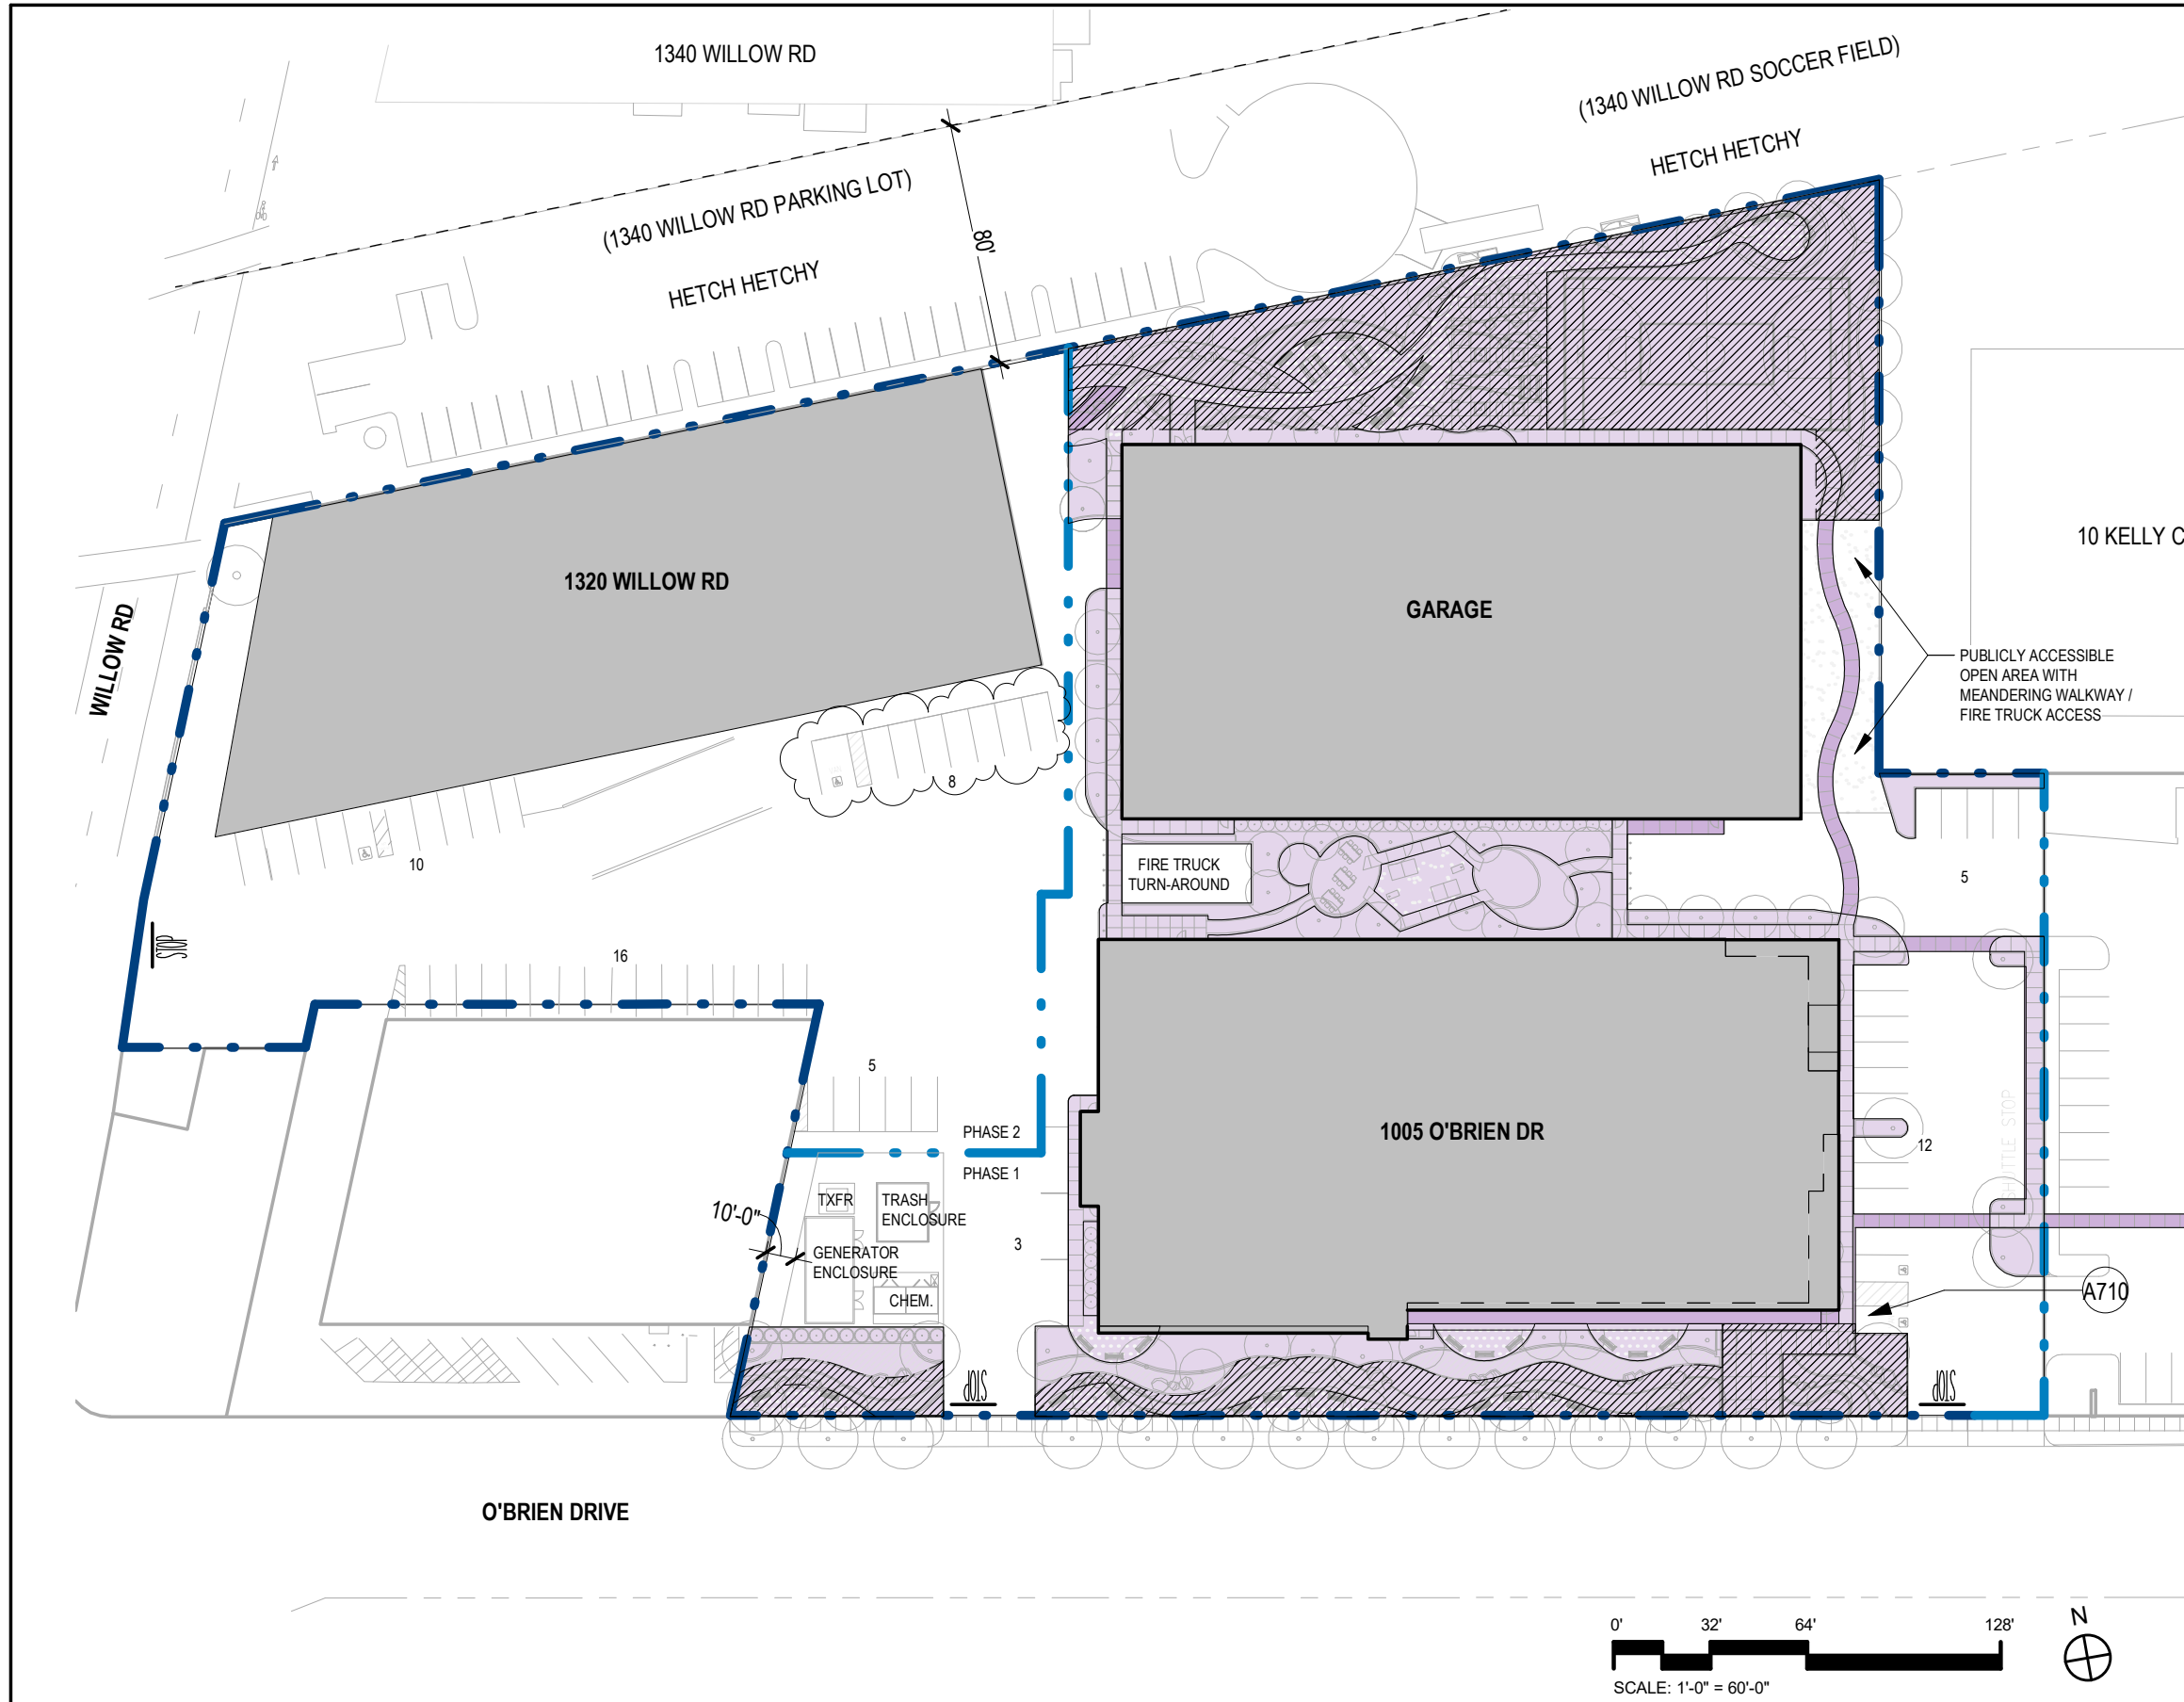 1340 WILLOW RD
(1340 WILLOW RD SOCCER FIELD)
HETCH HETCHY
(1340 WILLOW RD PARKING LOT)
HETCH HETCHY
80'
10 KELLY C
1320 WILLOW RD
GARAGE
WILLOW RD
PUBLICLY ACCESSIBLE
OPEN AREA WITH
MEANDERING WALKWAY /
FIRE TRUCK ACCESS
8
10
FIRE TRUCK
TURN-AROUND
5
STOP
16
5
PHASE 2
PHASE 1
1005 O'BRIEN DR
12
SHUTTLE STOP
10'-0"
TXFR
TRASH
ENCLOSURE
GENERATOR
ENCLOSURE
3
CHEM.
A710
STOP
STOP
O'BRIEN DRIVE
0'
32'
64'
128'
N
SCALE: 1'-0" = 60'-0"